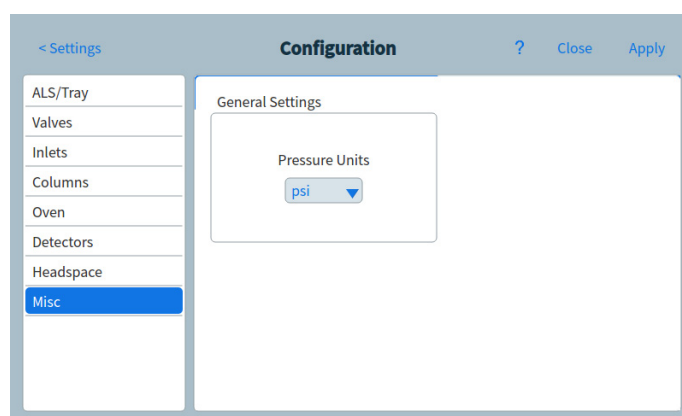 < Settings
Configuration
?
Close
Apply
ALS/Tray
Valves
Inlets
Columns
Oven
Detectors
Headspace
Misc
General Settings
Pressure Units
psi